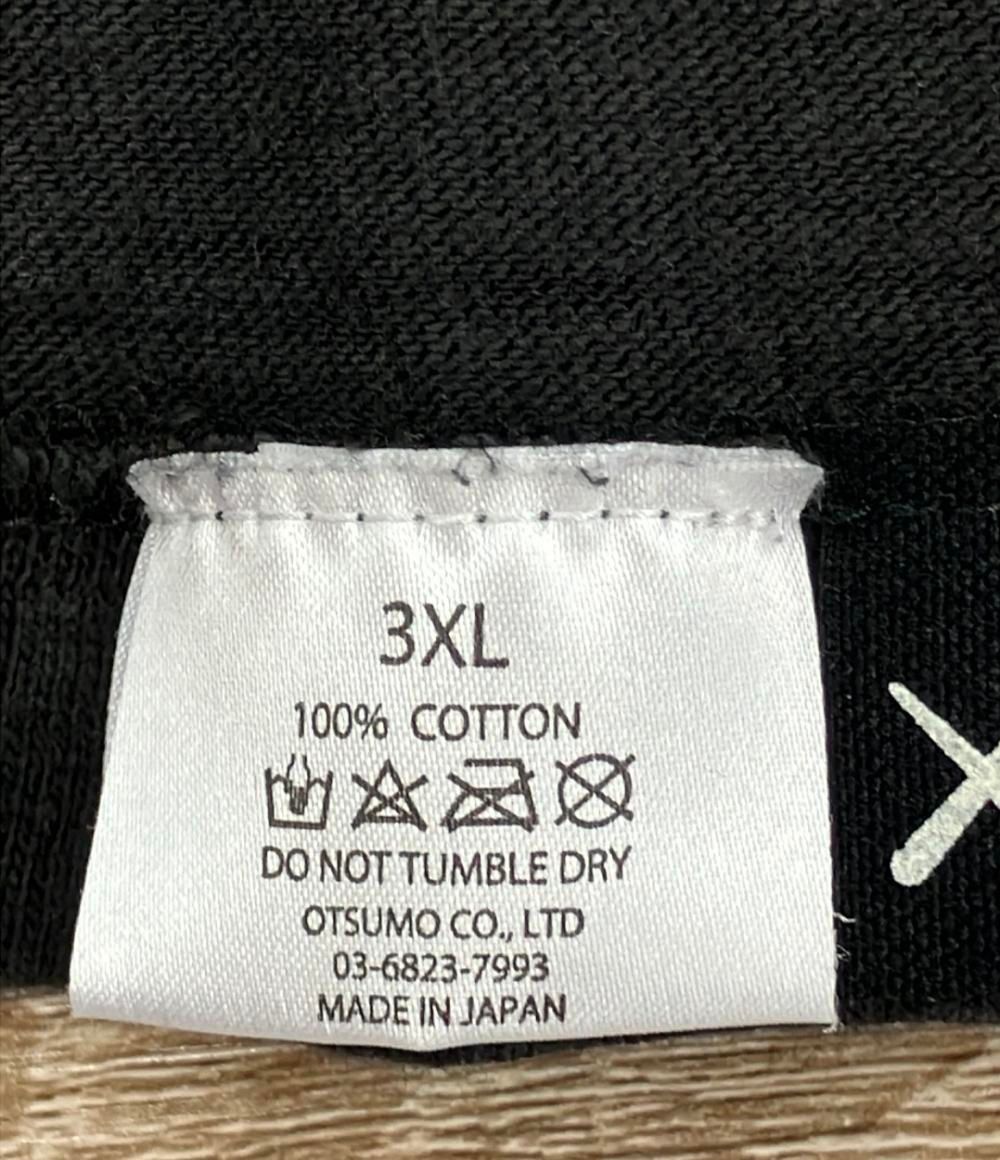 3XL
100% COTTON
DO NOT TUMBLE DRY
OTSUMO CO., LTD
03-6823-7993
MADE IN JAPAN